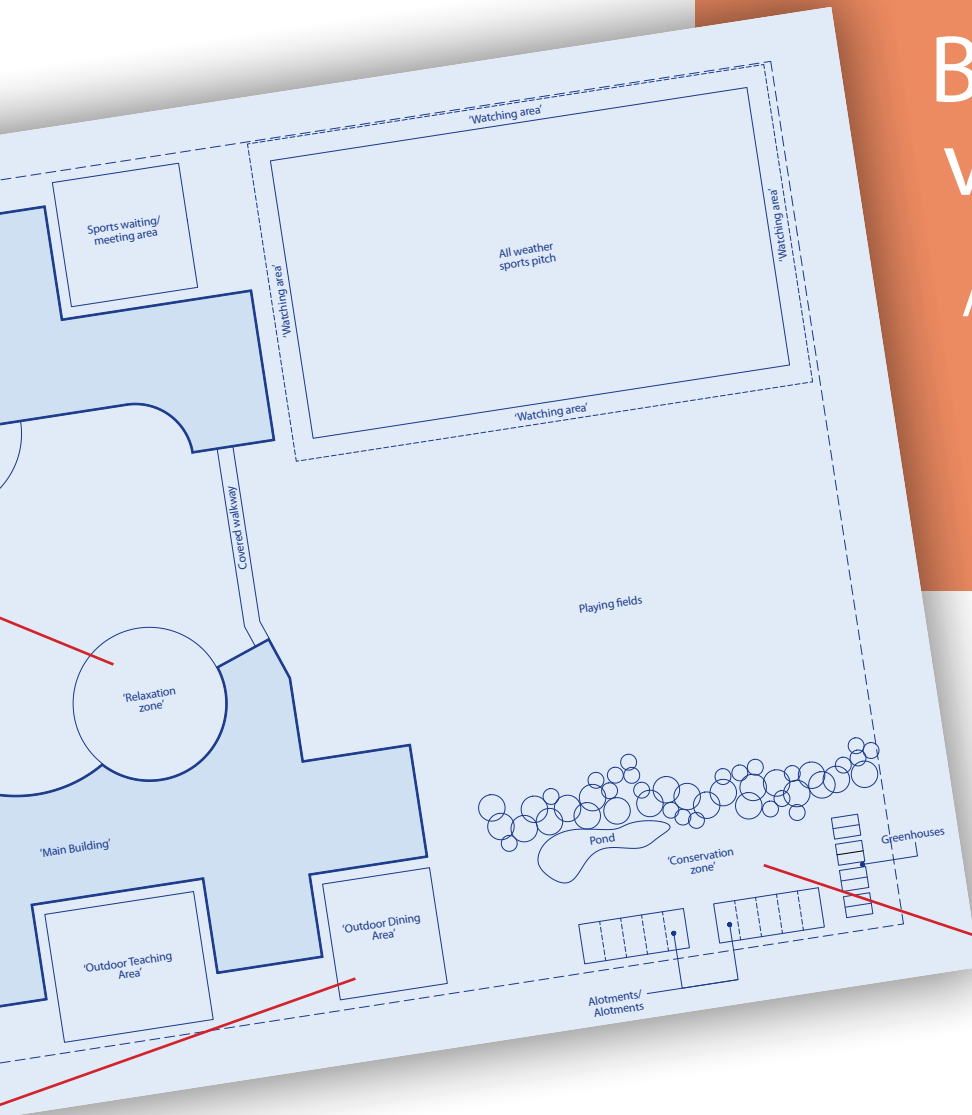 B
v
‘Watching area’
Sports waiting/
meeting area
‘Watching area’
All weather
sports pitch
‘Watching area’
‘Watching area’
Covered walkway
Playing fields
‘Relaxation
zone’
‘Main Building’
Pond
‘Conservation
zone’
Greenhouses
‘Outdoor Dining
Area’
‘Outdoor Teaching
Area’
Alotments/
Alotments